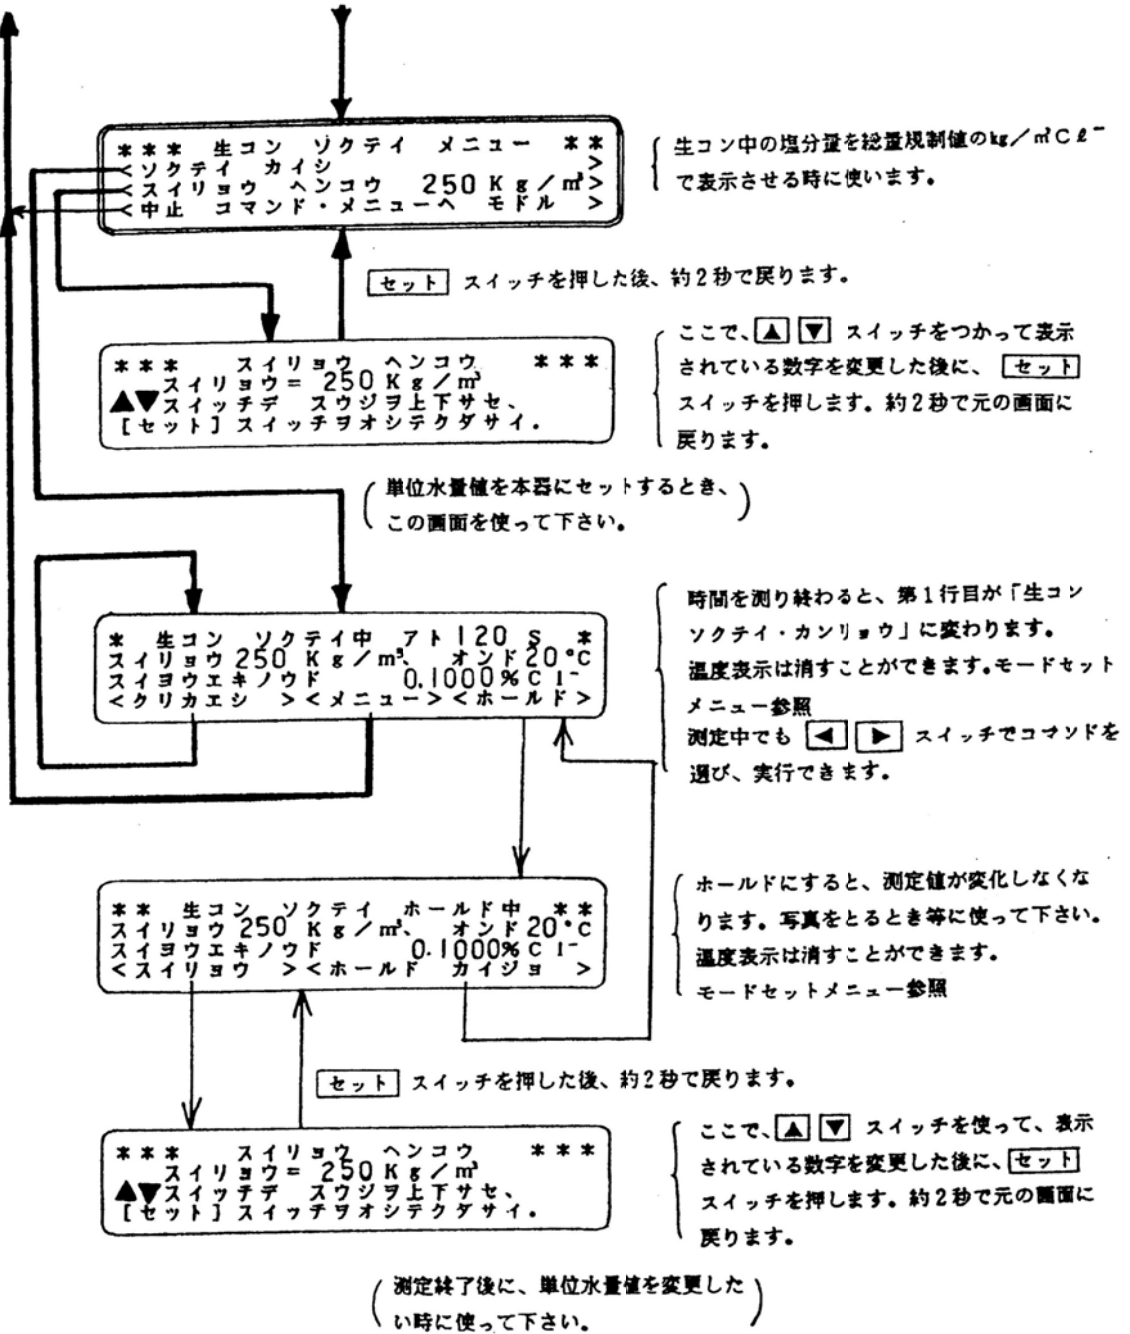 *** 生コン ソクテイ メニュー **
<ソクテイ カイシ >
<スイリョウ ヘンコウ 250Kg/m³>
<中止 コマンド・メニューヘ モドル >
生コン中の塩分量を総量規制値のkg/m³Cℓ⁻
で表示させる時に使います。
セット スイッチを押した後、約2秒で戻ります。
*** スイリョウ ヘンコウ ***
スイリョウ= 250Kg/m³
▲▼スイッチデ スウジヲ上下サセ、
[セット] スイッチヲオシテクダサイ.
ここで、▲ ▼ スイッチをつかって表示
されている数字を変更した後に、 セット
スイッチを押します。約2秒で元の画面に
戻ります。
単位水量値を本器にセットするとき、
この画面を使って下さい。
* 生コン ソクテイ中 アト120 S *
スイリョウ250 Kg/m³、 オンド20°C
スイヨウエキノウド 0.1000%Cl⁻
<クリカエシ ><メニュー><ホールド>
時間を測り終わると、第1行目が「生コン
ソクテイ・カンリョウ」に変わります。
温度表示は消すことができます。モードセット
メニュー参照
測定中でも ◀ ▶ スイッチでコマンドを
選び、実行できます。
** 生コン ソクテイ ホールド中 **
スイリョウ250 Kg/m³、 オンド20°C
スイヨウエキノウド 0.1000%Cl⁻
<スイリョウ ><ホールド カイジョ >
ホールドにすると、測定値が変化しなくな
ります。写真をとるとき等に使って下さい。
温度表示は消すことができます。
モードセットメニュー参照
セット スイッチを押した後、約2秒で戻ります。
*** スイリョウ ヘンコウ ***
スイリョウ= 250Kg/m³
▲▼スイッチデ スウジヲ上下サセ、
[セット] スイッチヲオシテクダサイ.
ここで、▲ ▼ スイッチを使って、表示
されている数字を変更した後に、セット
スイッチを押します。約2秒で元の画面に
戻ります。
測定終了後に、単位水量値を変更した
い時に使って下さい。